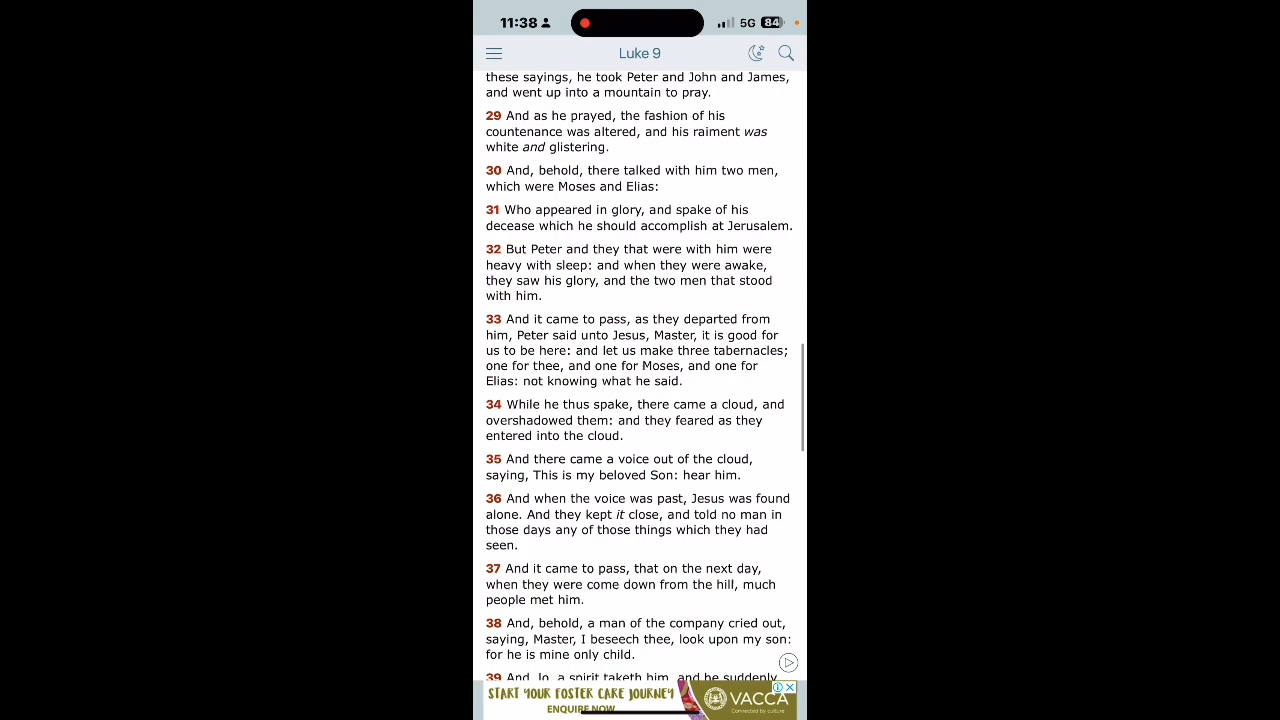 11:38
5G 84
Luke 9
these sayings, he took Peter and John and James,
and went up into a mountain to pray.
29 And as he prayed, the fashion of his
countenance was altered, and his raiment was
white and glistering.
30 And, behold, there talked with him two men,
which were Moses and Elias:
31 Who appeared in glory, and spake of his
decease which he should accomplish at Jerusalem.
32 But Peter and they that were with him were
heavy with sleep: and when they were awake,
they saw his glory, and the two men that stood
with him.
33 And it came to pass, as they departed from
him, Peter said unto Jesus, Master, it is good for
us to be here: and let us make three tabernacles;
one for thee, and one for Moses, and one for
Elias: not knowing what he said.
34 While he thus spake, there came a cloud, and
overshadowed them: and they feared as they
entered into the cloud.
35 And there came a voice out of the cloud,
saying, This is my beloved Son: hear him.
36 And when the voice was past, Jesus was found
alone. And they kept it close, and told no man in
those days any of those things which they had
seen.
37 And it came to pass, that on the next day,
when they were come down from the hill, much
people met him.
38 And, behold, a man of the company cried out,
saying, Master, I beseech thee, look upon my son:
for he is mine only child.
39 And, lo, a spirit taketh him, and he suddenly
START YOUR FOSTER CARE JOURNEY
ENQUIRE NOW
VACCA
Connected by culture